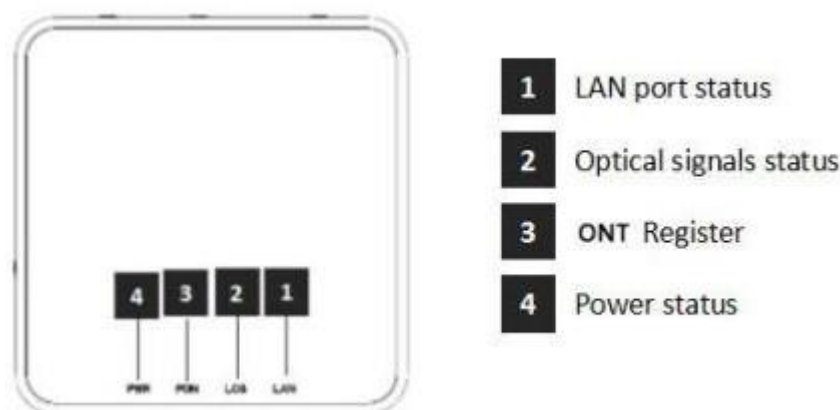 4 3 2 1
PWR PON LOS LAN
1 LAN port status
2 Optical signals status
3 ONT Register
4 Power status